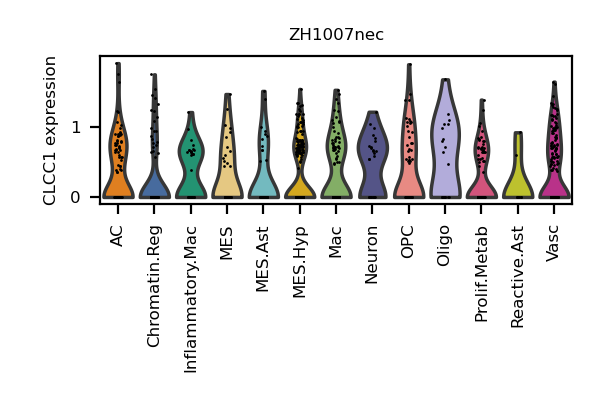 ZH1007nec
CLCC1 expression
1
0
AC
Chromatin.Reg
Inflammatory.Mac
MES
MES.Ast
MES.Hyp
Mac
Neuron
OPC
Oligo
Prolif.Metab
Reactive.Ast
Vasc